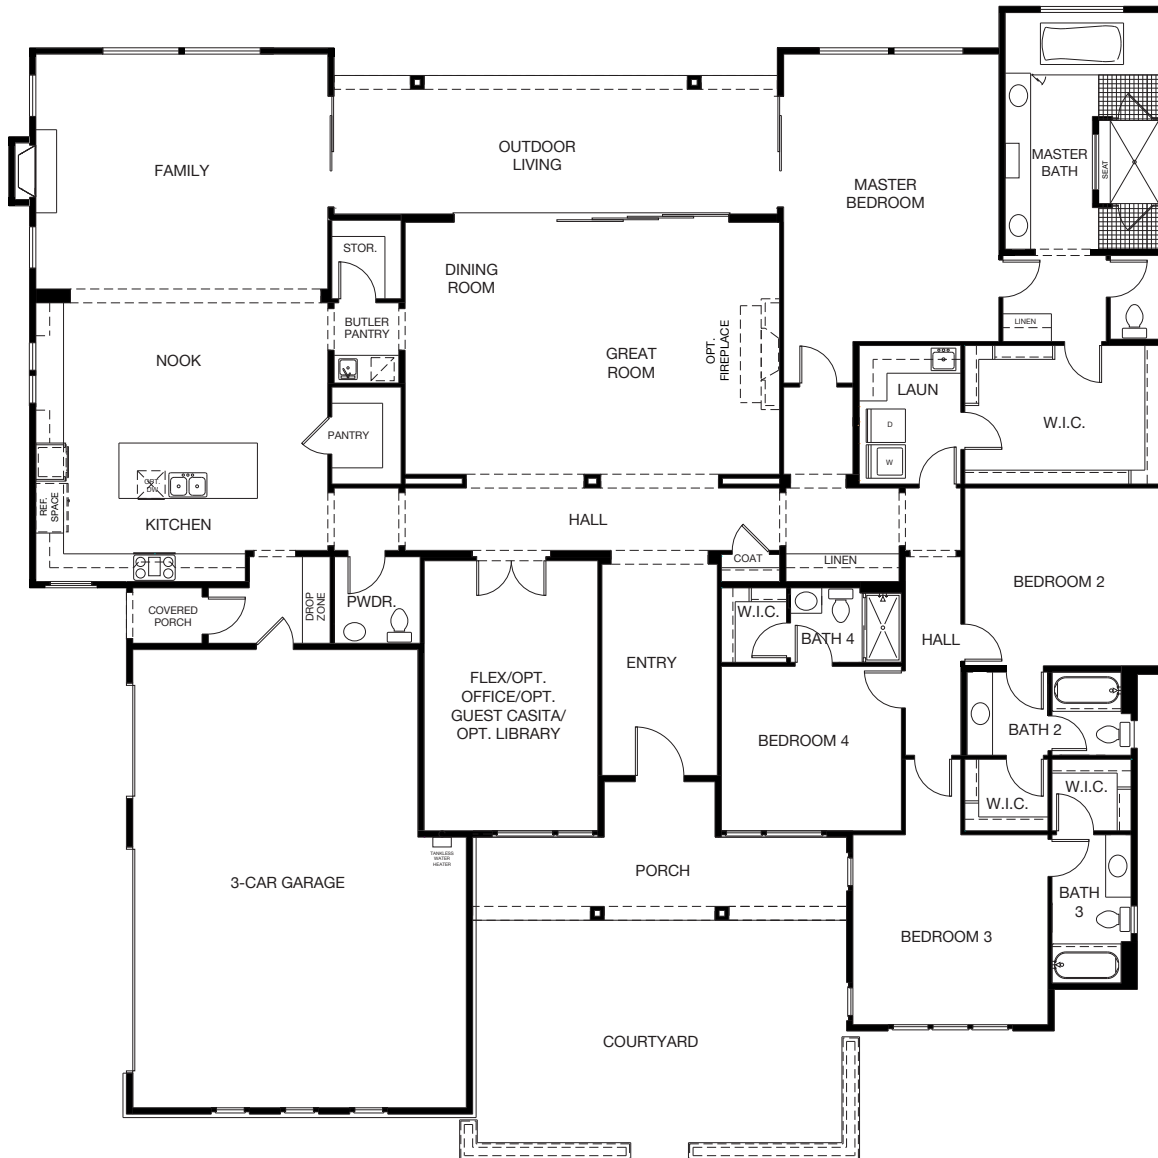 FAMILY
OUTDOOR
LIVING
MASTER
BEDROOM
MASTER
BATH
SEAT
STOR.
DINING
ROOM
BUTLER
PANTRY
NOOK
GREAT
ROOM
OPT.
FIREPLACE
LINEN
LAUN
D
W
W.I.C.
PANTRY
OPT.
DW
REF.
SPACE
KITCHEN
HALL
COAT
LINEN
BEDROOM 2
COVERED
PORCH
DROP
ZONE
PWDR.
W.I.C.
BATH 4
HALL
ENTRY
FLEX/OPT.
OFFICE/OPT.
GUEST CASITA/
OPT. LIBRARY
BEDROOM 4
BATH 2
W.I.C.
W.I.C.
TANKLESS
WATER
HEATER
3-CAR GARAGE
PORCH
BATH
3
BEDROOM 3
COURTYARD